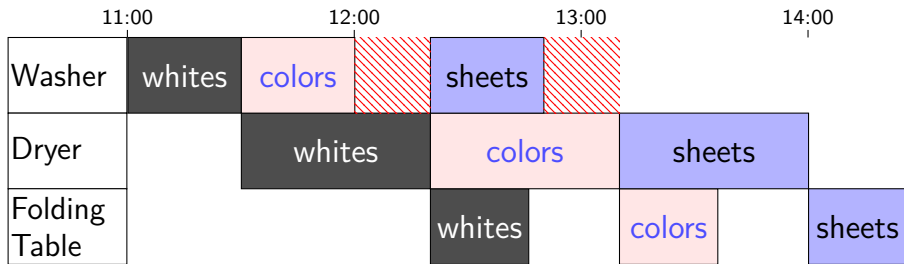 11:00 12:00 13:00 14:00
Washer whites colors sheets
Dryer whites colors sheets
Folding
Table
whites colors sheets